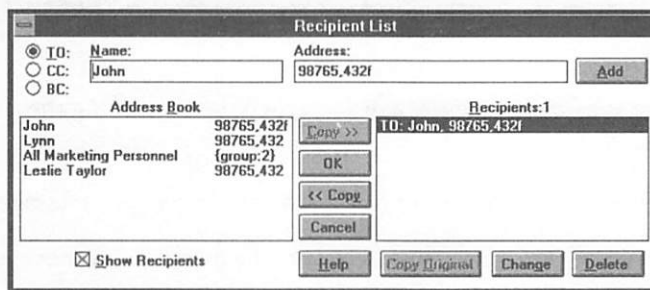 Recipient List
TO: Name: Address:
CC: John 98765,432f Add
BC:
Address Book Recipients:1
John 98765,432f Copy >> TO: John, 98765,432f
Lynn 98765,432
All Marketing Personnel {group:2} OK
Leslie Taylor 98765,432
<< Copy
Cancel
Show Recipients Help Copy Original Change Delete